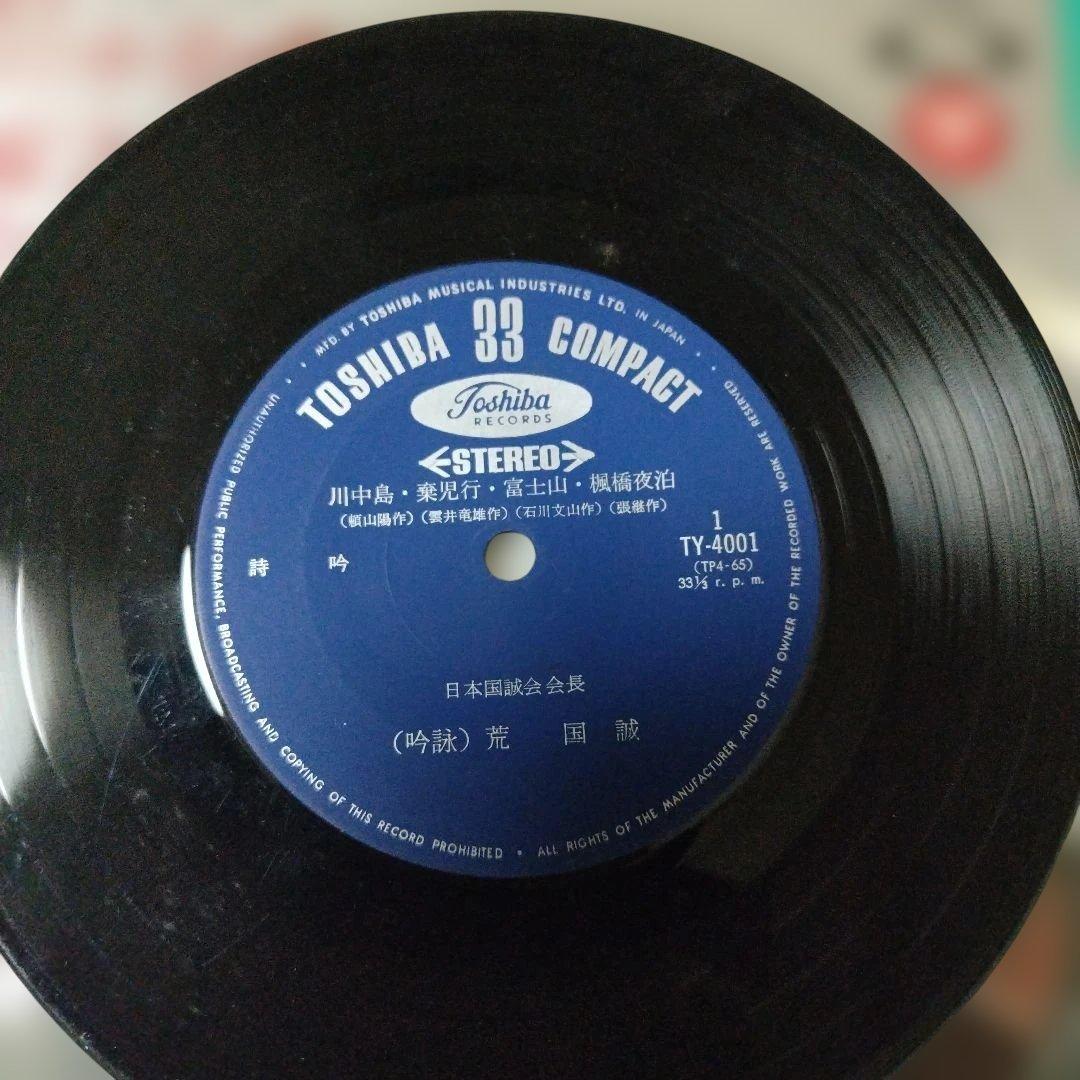 MFD. BY TOSHIBA MUSICAL INDUSTRIES LTD. IN JAPAN
TOSHIBA 33 COMPACT
Toshiba
RECORDS
STEREO
川中島・棄児行・富士山・楓橋夜泊
(頼山陽作)(雲井竜雄作)(石川丈山作)(張継作)
1
TY-4001
(TP4-65)
33⅓ r. p. m.
詩 吟
日本国誠会会長
(吟詠) 荒 国 誠
UNAUTHORIZED PUBLIC PERFORMANCE, BROADCASTING AND COPYING OF THIS RECORD PROHIBITED • ALL RIGHTS OF THE MANUFACTURER AND OF THE OWNER OF THE RECORDED WORK ARE RESERVED